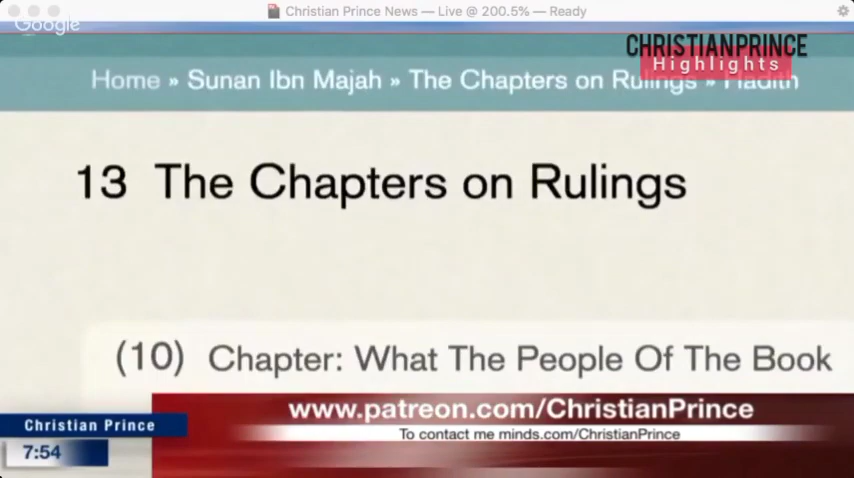 Christian Prince News — Live @ 200.5% — Ready
Google
CHRISTIAN PRINCE
Highlights
Home » Sunan Ibn Majah » The Chapters on Rulings » Hadith
13 The Chapters on Rulings
(10) Chapter: What The People Of The Book
www.patreon.com/ChristianPrince
To contact me minds.com/ChristianPrince
Christian Prince
7:54